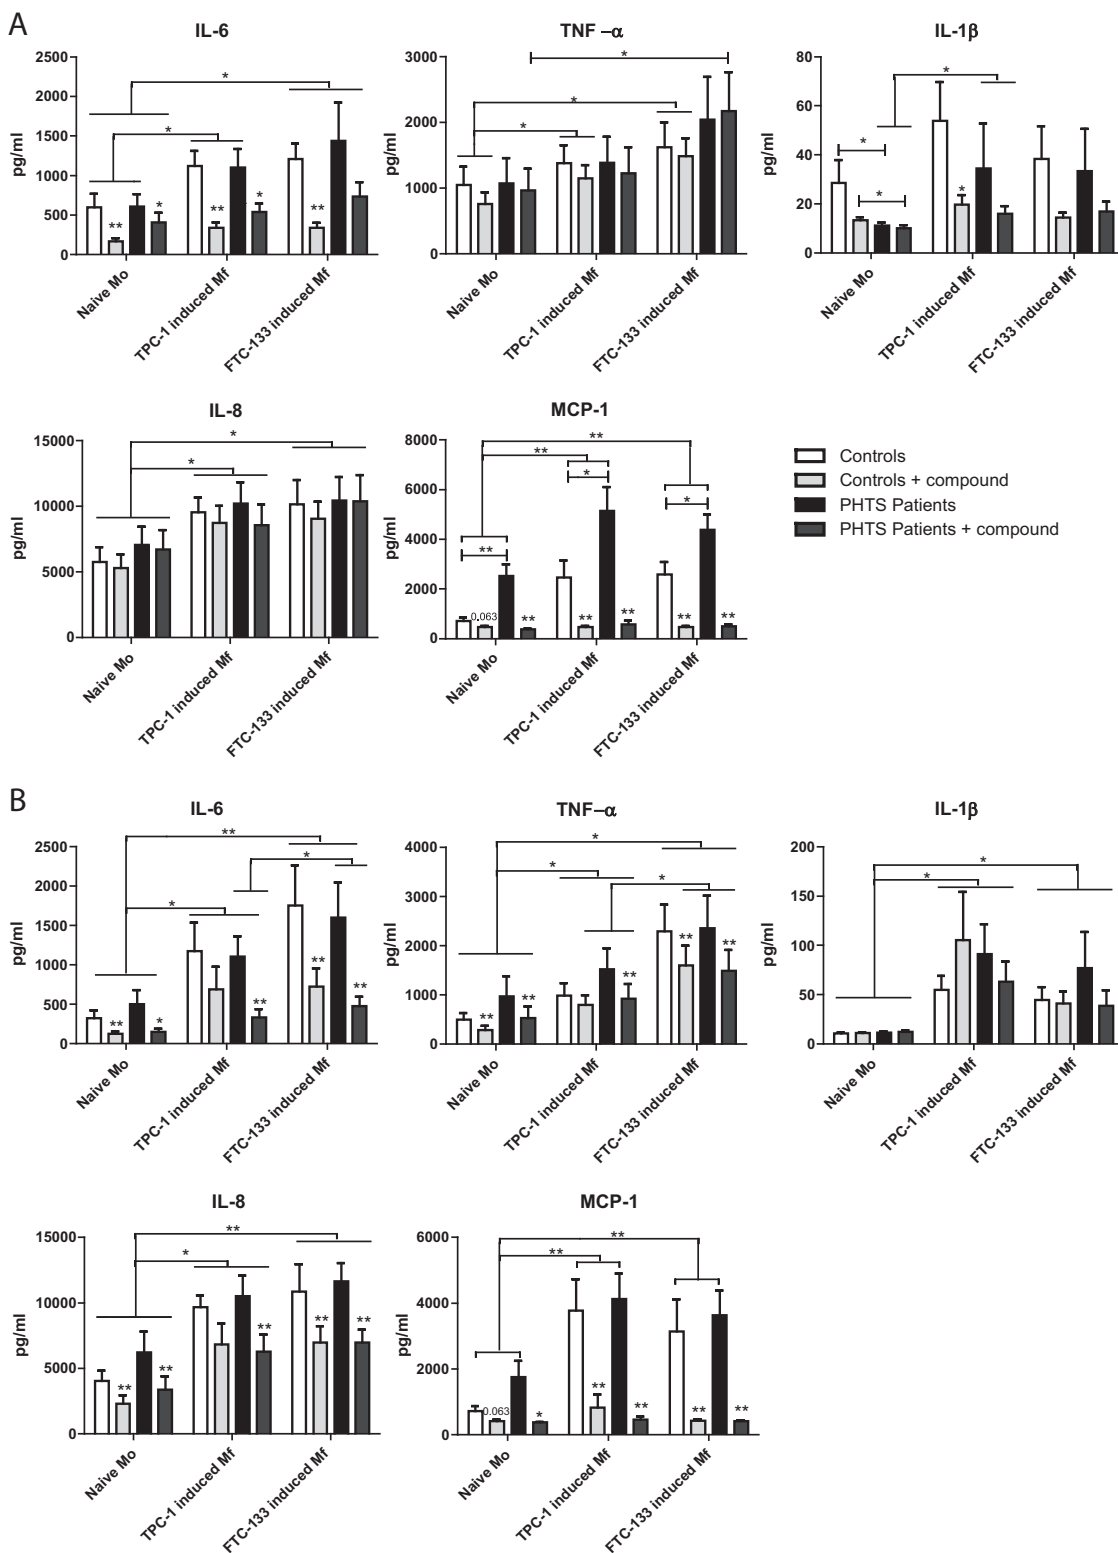 A
IL-6
2500
2000
1500
1000
500
0
pg/ml
*
*
**
*
**
*
**
Naive Mo
TPC-1 induced Mf
FTC-133 induced Mf
TNF –α
3000
2000
1000
0
pg/ml
*
*
*
Naive Mo
TPC-1 induced Mf
FTC-133 induced Mf
IL-1β
80
60
40
20
0
pg/ml
*
*
*
*
Naive Mo
TPC-1 induced Mf
FTC-133 induced Mf
IL-8
15000
10000
5000
0
pg/ml
*
*
Naive Mo
TPC-1 induced Mf
FTC-133 induced Mf
MCP-1
8000
6000
4000
2000
0
pg/ml
**
**
*
*
**
0.063
**
**
**
**
**
Naive Mo
TPC-1 induced Mf
FTC-133 induced Mf
Controls
Controls + compound
PHTS Patients
PHTS Patients + compound
B
IL-6
2500
2000
1500
1000
500
0
pg/ml
**
*
*
**
*
**
**
**
Naive Mo
TPC-1 induced Mf
FTC-133 induced Mf
TNF–α
4000
3000
2000
1000
0
pg/ml
*
*
*
**
**
**
**
**
Naive Mo
TPC-1 induced Mf
FTC-133 induced Mf
IL-1β
200
150
100
50
0
pg/ml
*
*
Naive Mo
TPC-1 induced Mf
FTC-133 induced Mf
IL-8
15000
10000
5000
0
pg/ml
**
*
**
**
**
**
**
Naive Mo
TPC-1 induced Mf
FTC-133 induced Mf
MCP-1
6000
4000
2000
0
pg/ml
**
**
0.063
*
**
**
**
**
Naive Mo
TPC-1 induced Mf
FTC-133 induced Mf